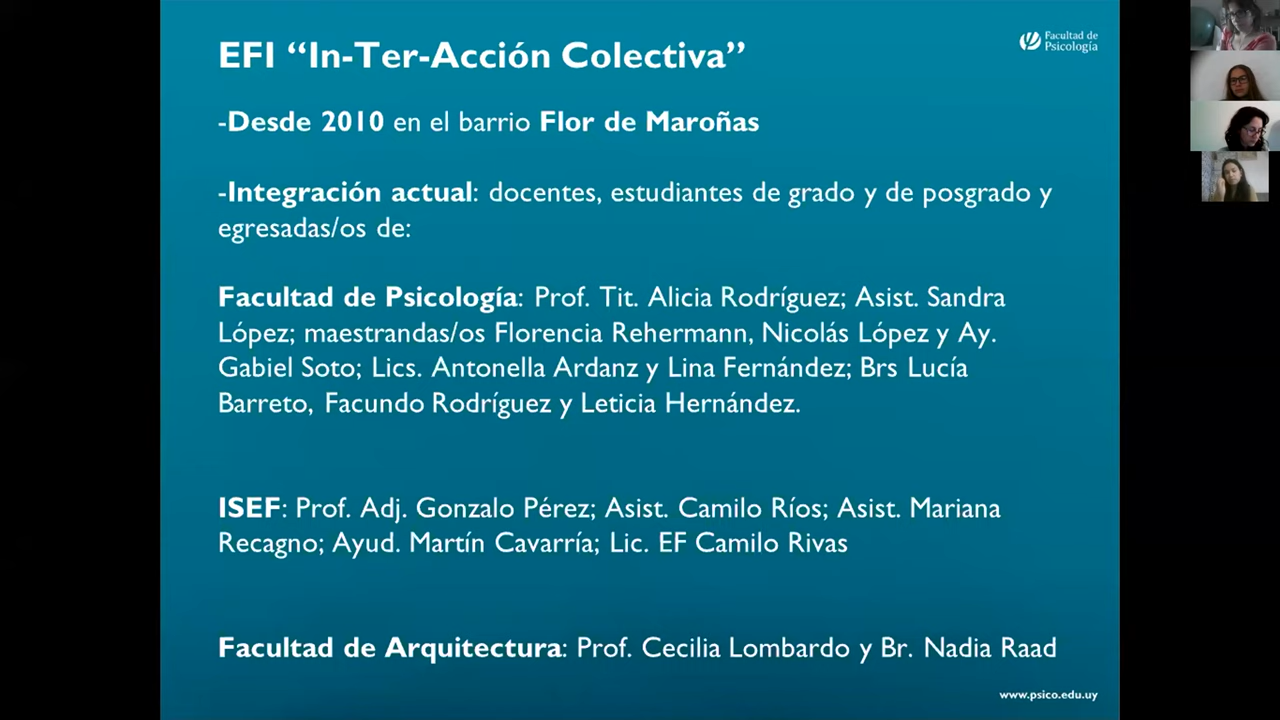 EFI “In-Ter-Acción Colectiva”
Facultad de
Psicología
-Desde 2010 en el barrio Flor de Maroñas
-Integración actual: docentes, estudiantes de grado y de posgrado y
egresadas/os de:
Facultad de Psicología: Prof. Tit. Alicia Rodríguez; Asist. Sandra
López; maestrandas/os Florencia Rehermann, Nicolás López y Ay.
Gabiel Soto; Lics. Antonella Ardanz y Lina Fernández; Brs Lucía
Barreto, Facundo Rodríguez y Leticia Hernández.
ISEF: Prof. Adj. Gonzalo Pérez; Asist. Camilo Ríos; Asist. Mariana
Recagno; Ayud. Martín Cavarría; Lic. EF Camilo Rivas
Facultad de Arquitectura: Prof. Cecilia Lombardo y Br. Nadia Raad
www.psico.edu.uy